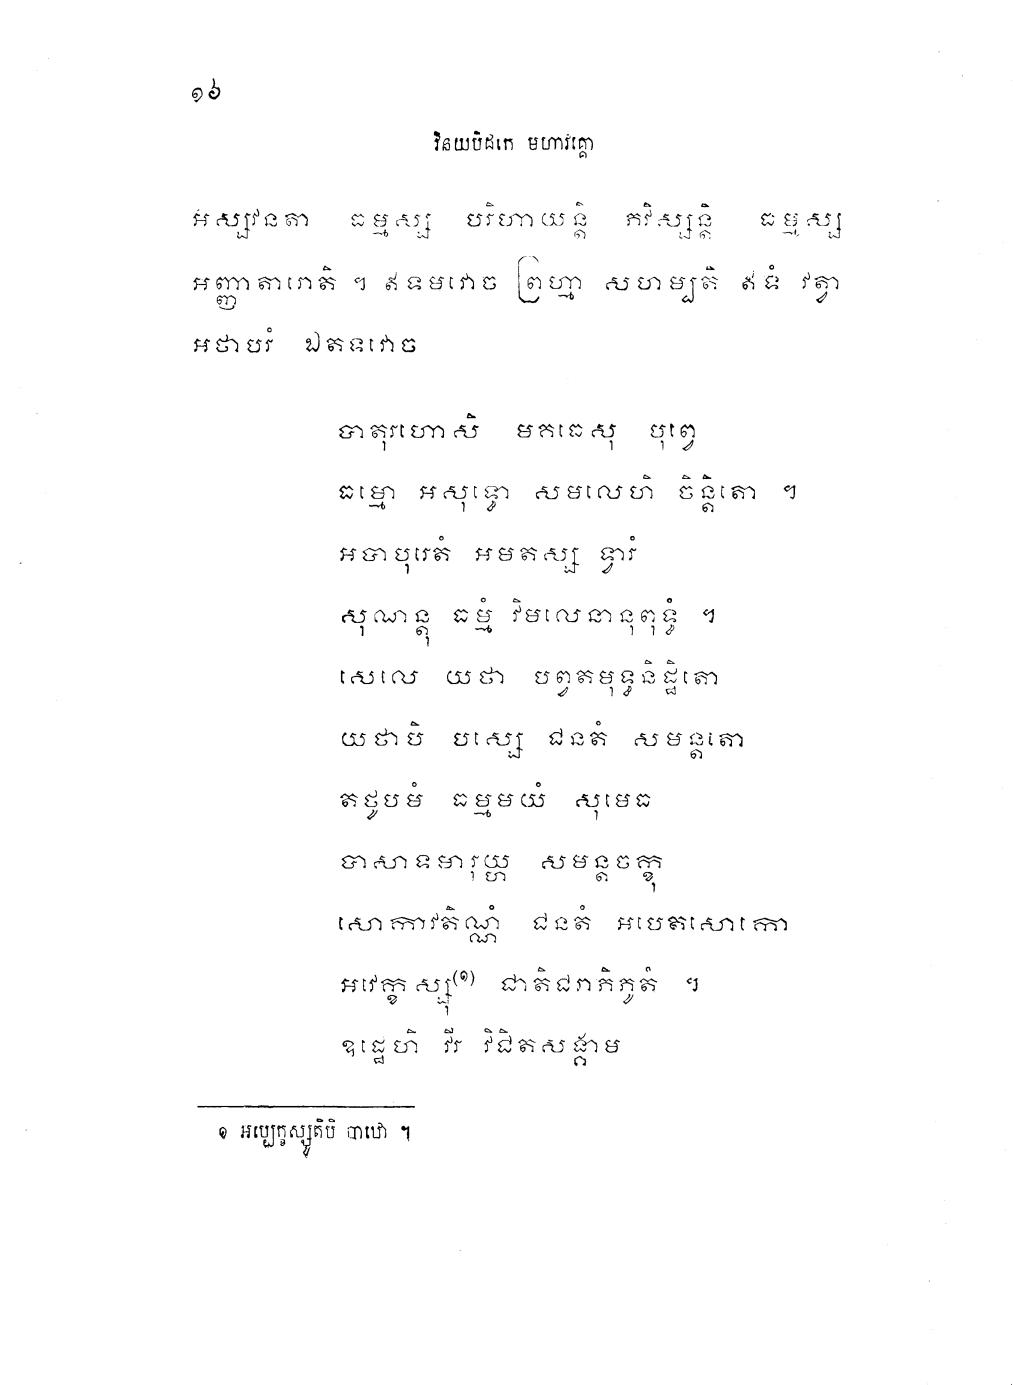 ១៦
វិនយបិដកេ មហាវគ្គោ
អស្សវនតា ធម្មស្ស បរិហាយន្តិ ភវិស្សន្តិ ធម្មស្ស
អញ្ញាតារោតិ ។ ឥទមវោច ព្រហ្មា សហម្បតិ ឥទំ វត្វា
អថាបរំ ឯតទវោច
បាតុរហោសិ មគធេសុ បុព្វេ
ធម្មោ អសុទ្ធោ សមលេហិ ចិន្តិតោ ។
អបាបុរេតំ អមតស្ស ទ្វារំ
សុណន្តុ ធម្មំ វិមលេនានុពុទ្ធំ ។
សេលេ យថា បព្វតមុទ្ធនិដ្ឋិតោ
យថាបិ បស្សេ ជនតំ សមន្តតោ
តថូបមំ ធម្មមយំ សុមេធ
បាសាទមារុយ្ហ សមន្តចក្ខុ
សោកាវតិណ្ណំ ជនតំ អបេតសោកោ
អវេក្ខស្សុ(១) ជាតិជរាភិភូតំ ។
ឧដ្ឋេហិ វីរ វិជិតសង្គាម
១ អប្បេក្ខស្សូតិបិ បាឋោ ។